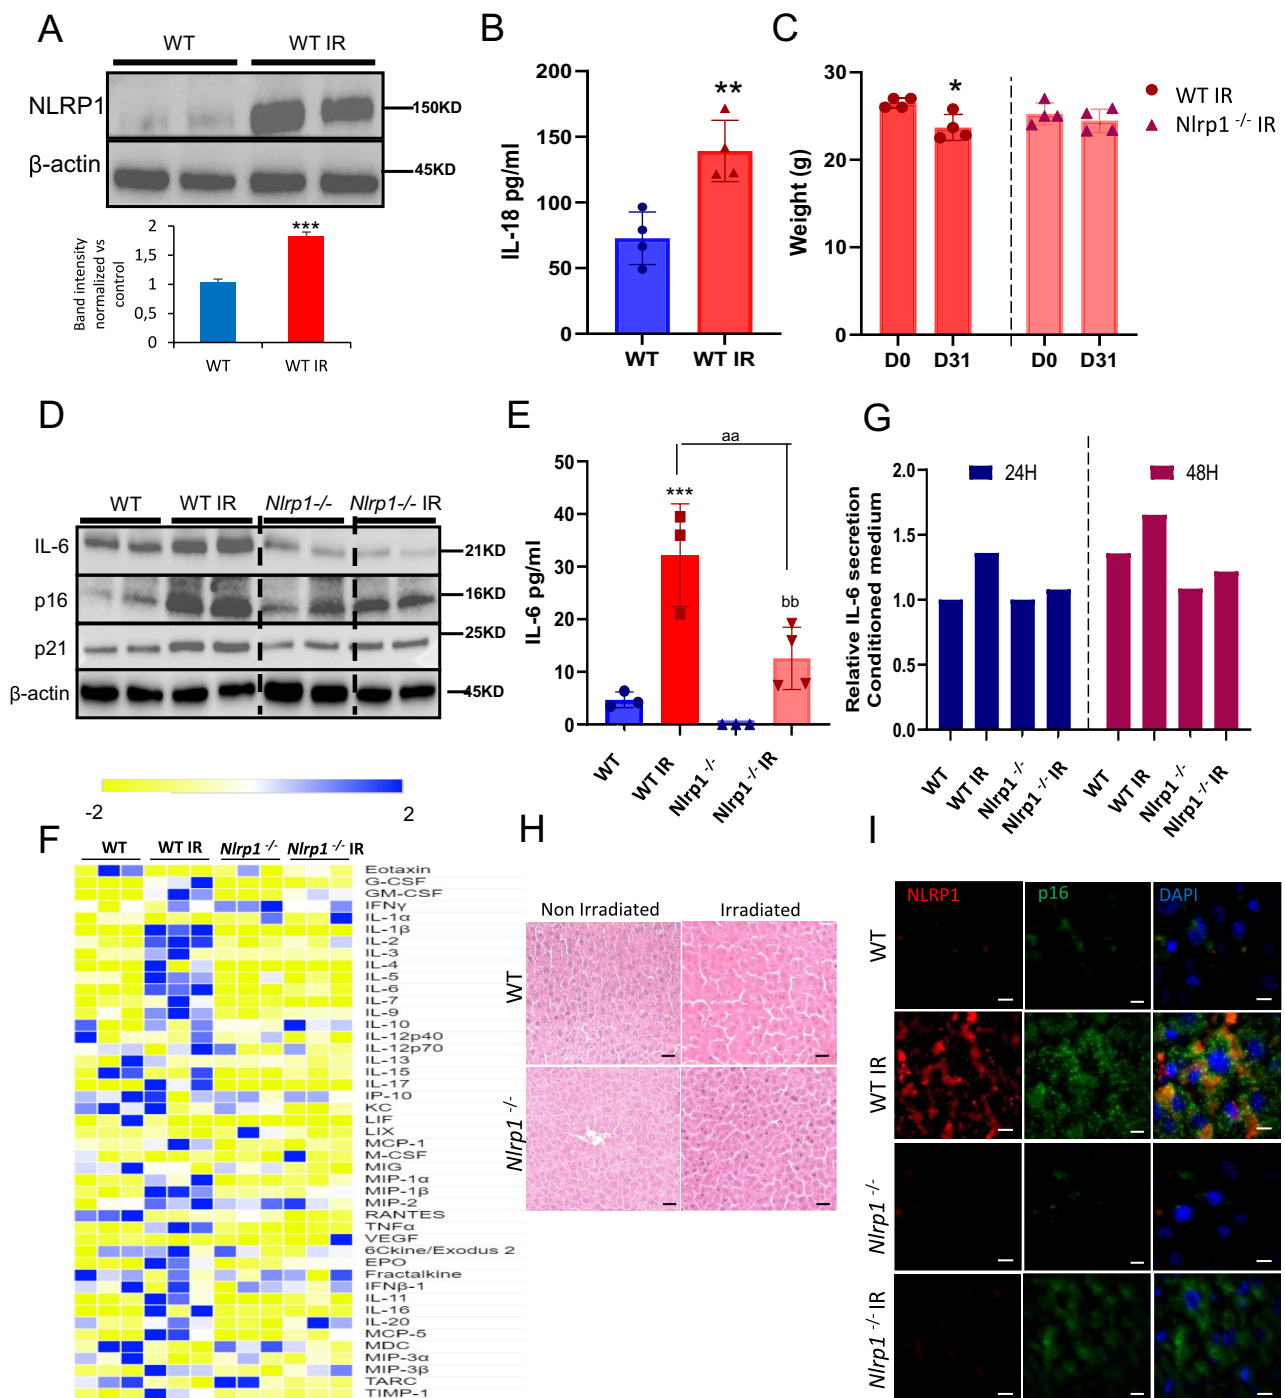 A
WT
WT IR
NLRP1
150KD
β-actin
45KD
Band intensity
normalized vs
control
2
***
1,5
1
0,5
0
WT
WT IR
B
IL-18 pg/ml
200
150
100
50
0
**
WT
WT IR
C
Weight (g)
30
20
10
0
*
D0
D31
D0
D31
WT IR
Nlrp1 -/- IR
D
WT
WT IR
Nlrp1-/-
Nlrp1-/- IR
IL-6
21KD
p16
16KD
p21
25KD
β-actin
45KD
E
IL-6 pg/ml
50
40
30
20
10
0
aa
***
bb
WT
WT IR
Nlrp1 -/-
Nlrp1 -/- IR
G
Relative IL-6 secretion
Conditioned medium
2.0
1.5
1.0
0.5
0.0
24H
48H
WT
WT IR
Nlrp1 -/-
Nlrp1 -/- IR
WT
WT IR
Nlrp1 -/-
Nlrp1 -/- IR
-2
2
F
WT
WT IR
Nlrp1 -/-
Nlrp1 -/- IR
Eotaxin
G-CSF
GM-CSF
IFNγ
IL-1α
IL-1β
IL-2
IL-3
IL-4
IL-5
IL-6
IL-7
IL-9
IL-10
IL-12p40
IL-12p70
IL-13
IL-15
IL-17
IP-10
KC
LIF
LIX
MCP-1
M-CSF
MIG
MIP-1α
MIP-1β
MIP-2
RANTES
TNFα
VEGF
6Ckine/Exodus 2
EPO
Fractalkine
IFNβ-1
IL-11
IL-16
IL-20
MCP-5
MDC
MIP-3α
MIP-3β
TARC
TIMP-1
H
Non Irradiated
Irradiated
WT
Nlrp1 -/-
I
NLRP1
p16
DAPI
WT
WT IR
Nlrp1 -/-
Nlrp1 -/- IR